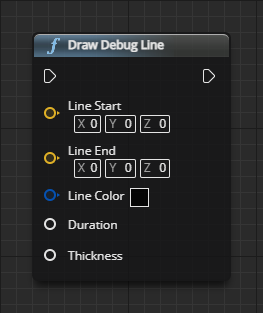 f Draw Debug Line
Line Start
X 0 Y 0 Z 0
Line End
X 0 Y 0 Z 0
Line Color
Duration
Thickness